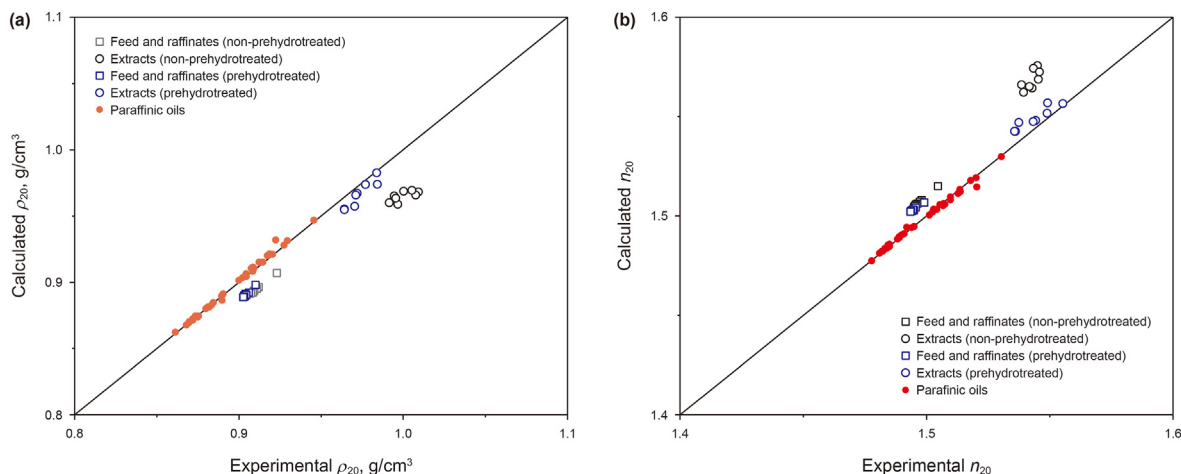 (a)
1.1
1.0
0.9
0.8
Calculated ρ20, g/cm3
Feed and raffinates (non-prehydrotreated)
Extracts (non-prehydrotreated)
Feed and raffinates (prehydrotreated)
Extracts (prehydrotreated)
Paraffinic oils
0.8 0.9 1.0 1.1
Experimental ρ20, g/cm3
(b)
1.6
1.5
1.4
Calculated n20
Feed and raffinates (non-prehydrotreated)
Extracts (non-prehydrotreated)
Feed and raffinates (prehydrotreated)
Extracts (prehydrotreated)
Parafinic oils
1.4 1.5 1.6
Experimental n20